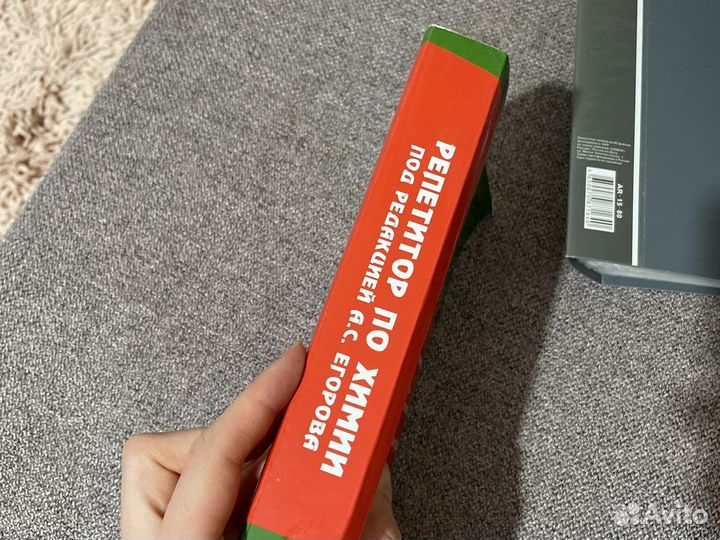 РЕПЕТИТОР ПО ХИМИИ
ПОД РЕДАКЦИЕЙ А.С. ЕГОРОВА
AR-15-80
Avito